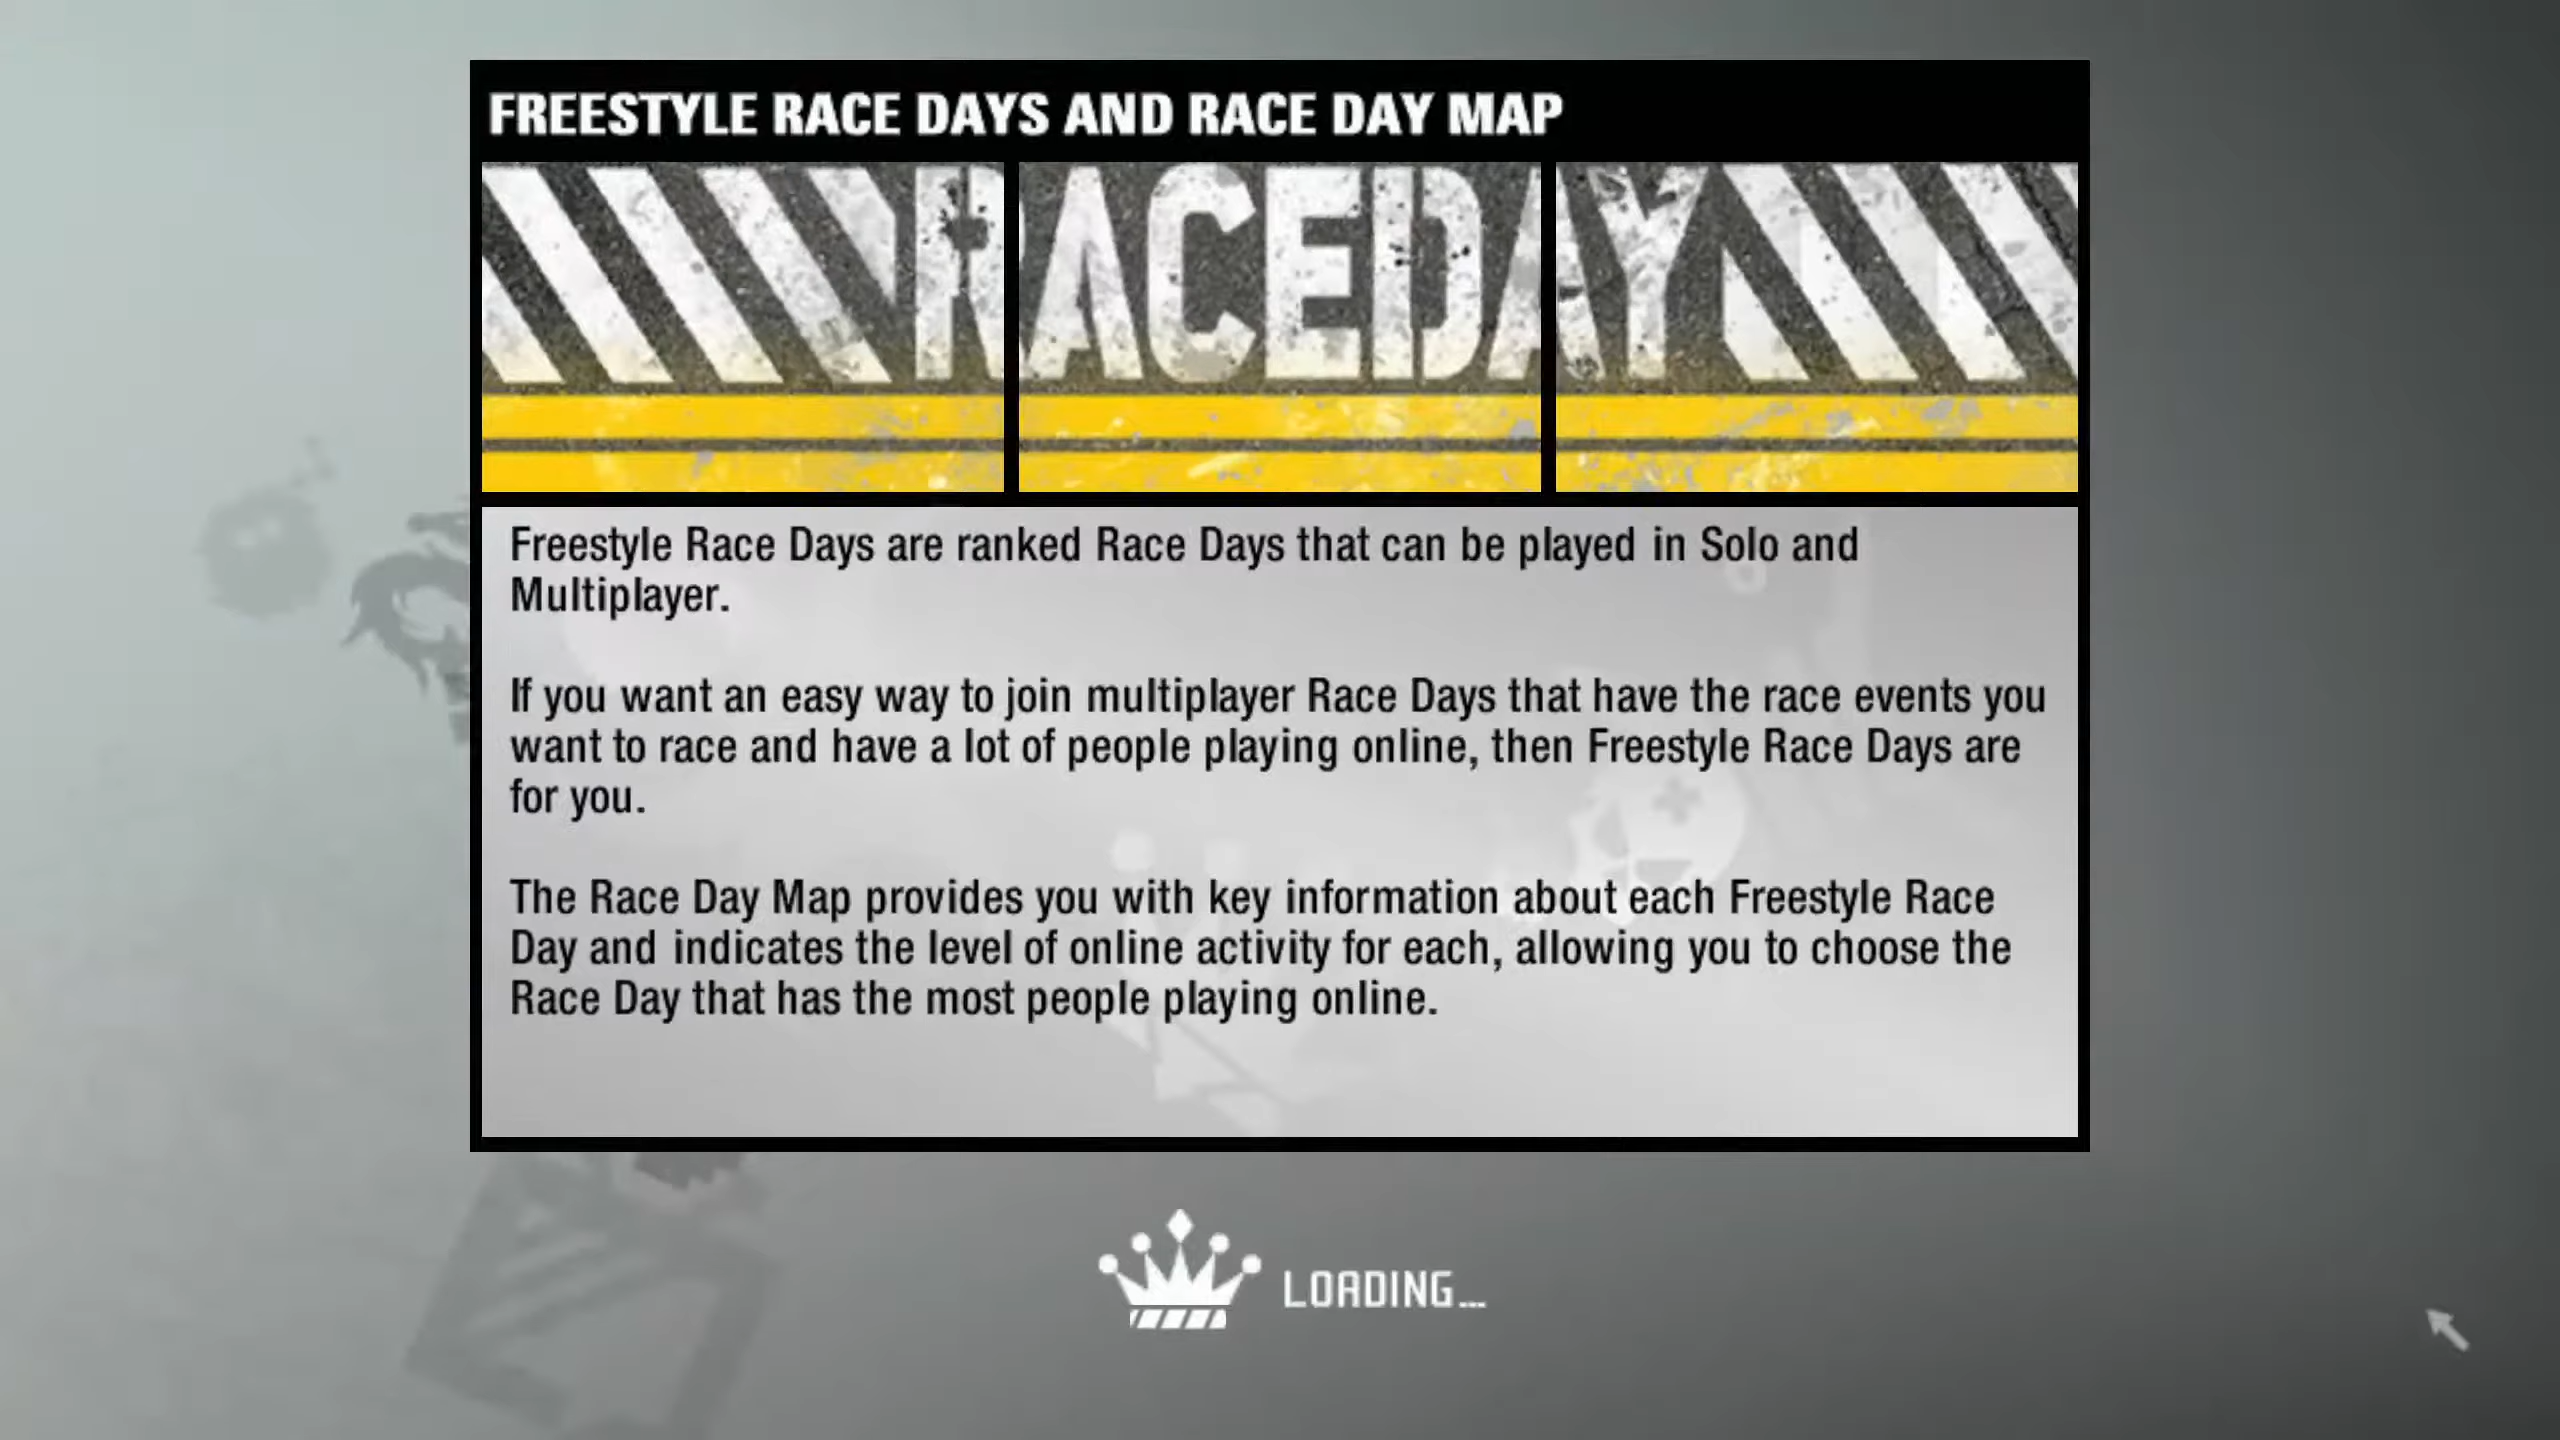 FREESTYLE RACE DAYS AND RACE DAY MAP
RACEDAY
Freestyle Race Days are ranked Race Days that can be played in Solo and
Multiplayer.
If you want an easy way to join multiplayer Race Days that have the race events you
want to race and have a lot of people playing online, then Freestyle Race Days are
for you.
The Race Day Map provides you with key information about each Freestyle Race
Day and indicates the level of online activity for each, allowing you to choose the
Race Day that has the most people playing online.
LOADING...